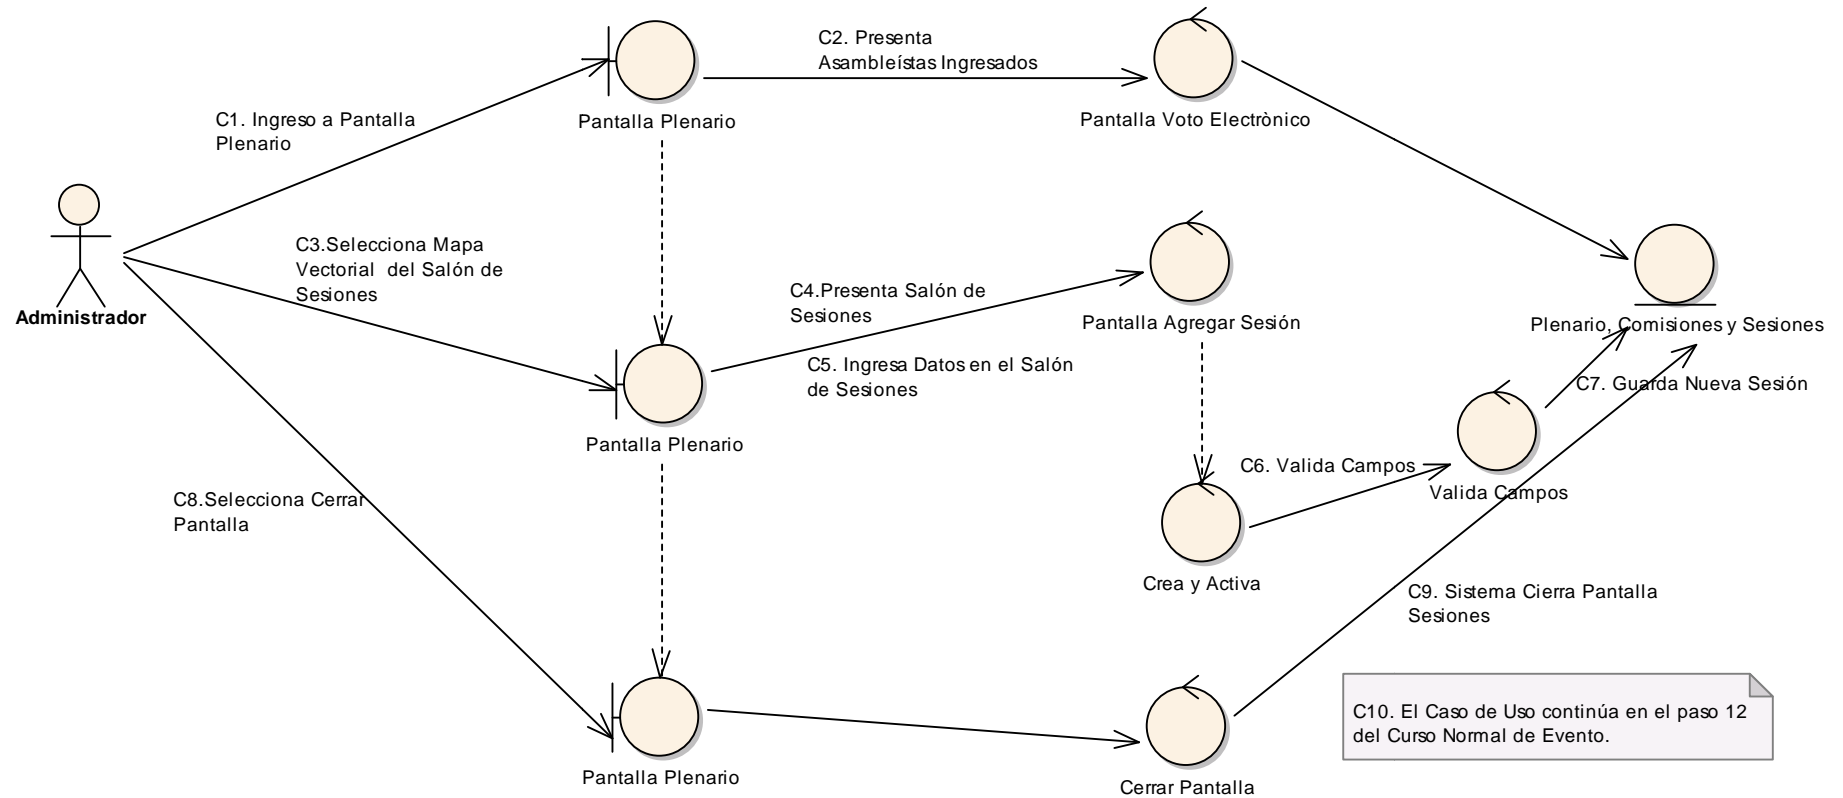 C2. Presenta
Asambleístas Ingresados
C1. Ingreso a Pantalla
Plenario
Pantalla Plenario
Pantalla Voto Electrònico
C3.Selecciona Mapa
Vectorial del Salón de
Sesiones
Administrador
C4.Presenta Salón de
Sesiones
Pantalla Agregar Sesión
Plenario, Comisiones y Sesiones
C5. Ingresa Datos en el Salón
de Sesiones
C7. Guarda Nueva Sesión
Pantalla Plenario
C6. Valida Campos
Valida Campos
C8.Selecciona Cerrar
Pantalla
Crea y Activa
C9. Sistema Cierra Pantalla
Sesiones
C10. El Caso de Uso continúa en el paso 12
del Curso Normal de Evento.
Pantalla Plenario
Cerrar Pantalla